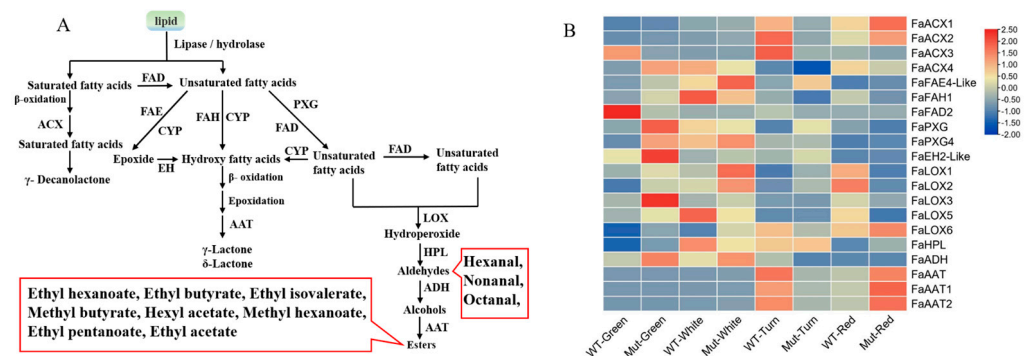 A
lipid
Lipase / hydrolase
Saturated fatty acids
FAD
Unsaturated fatty acids
β-oxidation
ACX
FAE
CYP
FAH
CYP
PXG
FAD
Saturated fatty acids
γ- Decanolactone
Epoxide
EH
Hydroxy fatty acids
CYP
Unsaturated
fatty acids
FAD
Unsaturated
fatty acids
β- oxidation
Epoxidation
AAT
γ-Lactone
δ-Lactone
LOX
Hydroperoxide
HPL
Aldehydes
ADH
Alcohols
AAT
Esters
Hexanal,
Nonanal,
Octanal,
Ethyl hexanoate, Ethyl butyrate, Ethyl isovalerate,
Methyl butyrate, Hexyl acetate, Methyl hexanoate,
Ethyl pentanoate, Ethyl acetate
B
FaACX1
FaACX2
FaACX3
FaACX4
FaFAE4-Like
FaFAH1
FaFAD2
FaPXG
FaPXG4
FaEH2-Like
FaLOX1
FaLOX2
FaLOX3
FaLOX5
FaLOX6
FaHPL
FaADH
FaAAT
FaAAT1
FaAAT2
WT-Green
Mut-Green
WT-White
Mut-White
WT-Turn
Mut-Turn
WT-Red
Mut-Red
2.50
2.00
1.50
1.00
0.50
0.00
-0.50
-1.00
-1.50
-2.00